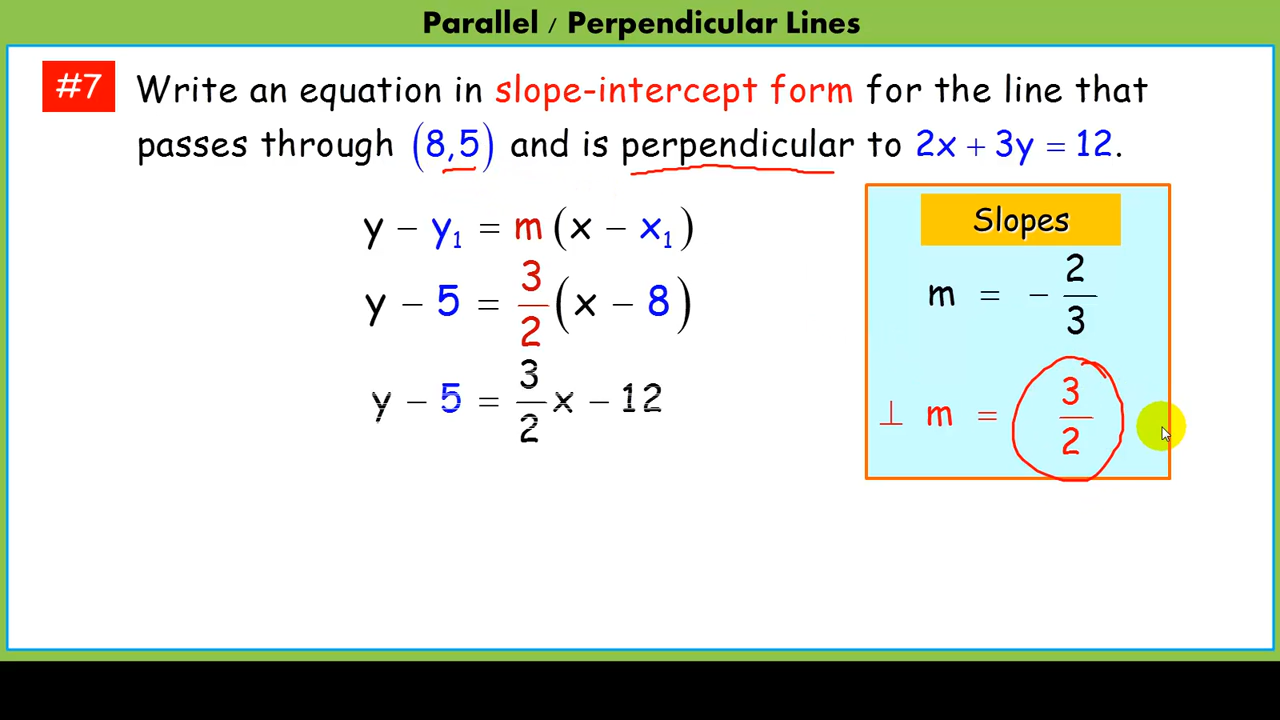 Parallel / Perpendicular Lines
#7 Write an equation in slope-intercept form for the line that
passes through (8,5) and is perpendicular to 2x + 3y = 12.
y − y₁ = m(x − x₁)
y − 5 = 3/2(x − 8)
y − 5 = 3/2x − 12
Slopes
m = − 2/3
⊥ m = 3/2